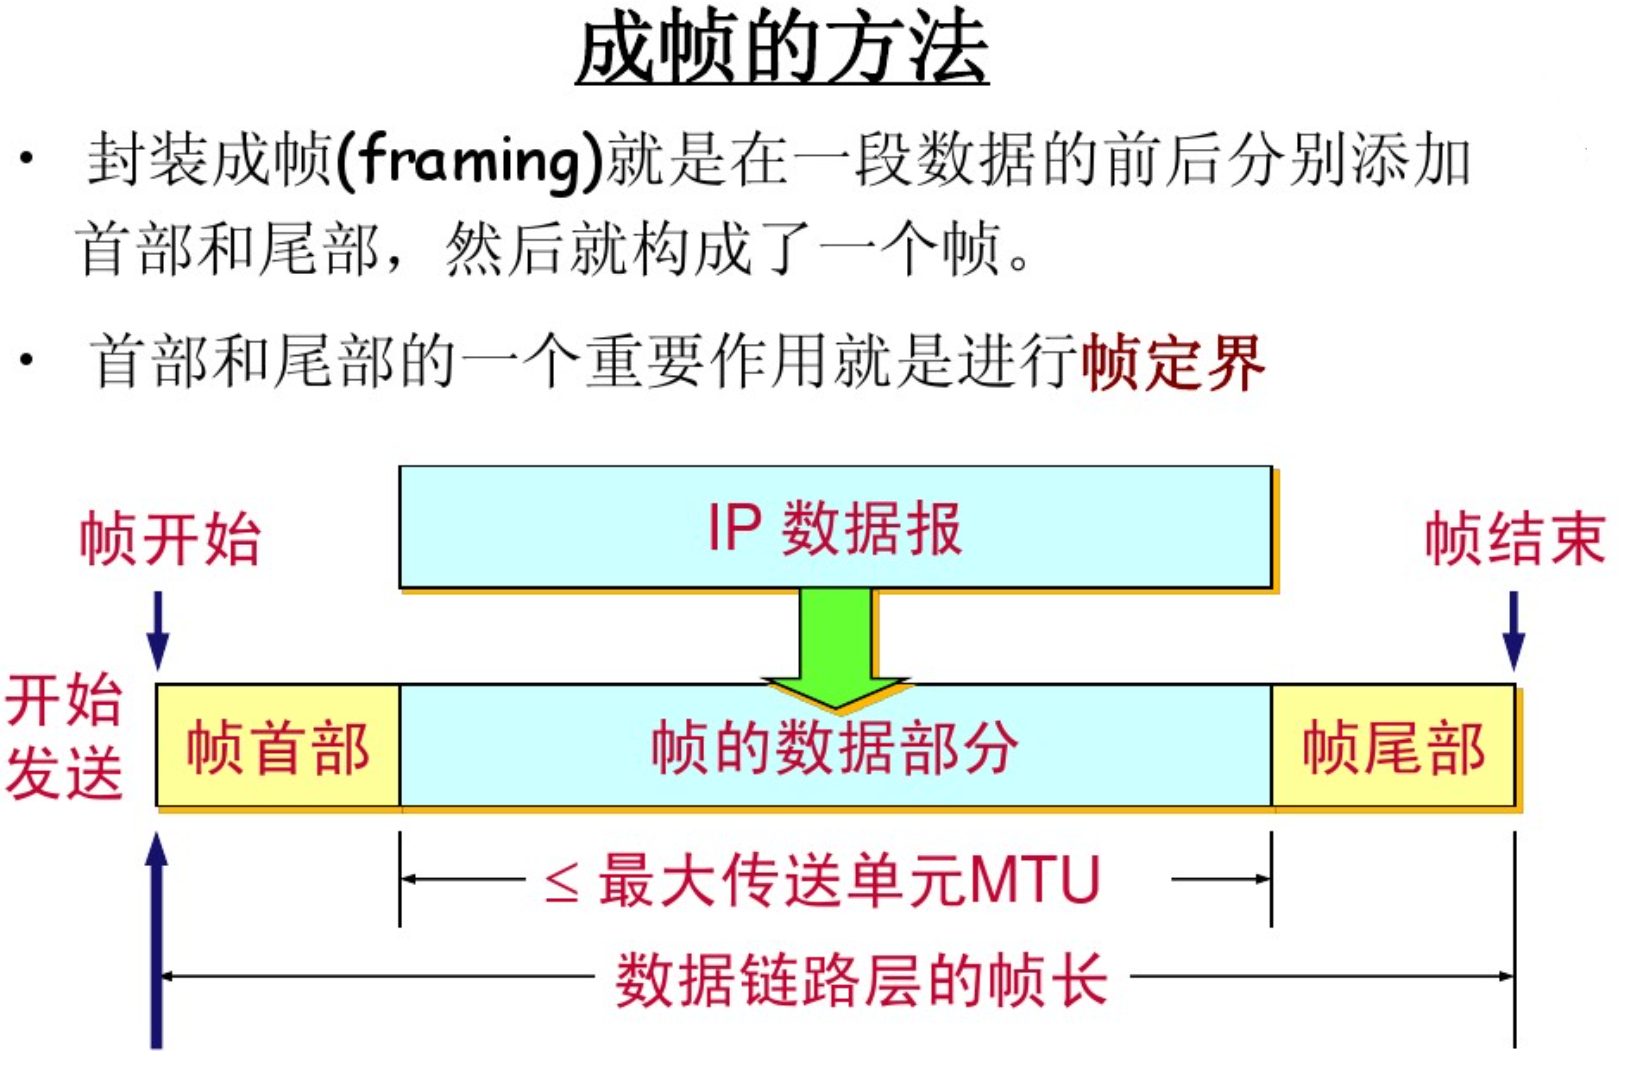 成帧的方法
• 封装成帧(framing)就是在一段数据的前后分别添加
首部和尾部，然后就构成了一个帧。
• 首部和尾部的一个重要作用就是进行帧定界
IP 数据报
帧开始
帧结束
开始
发送
帧首部
帧的数据部分
帧尾部
≤ 最大传送单元MTU
数据链路层的帧长